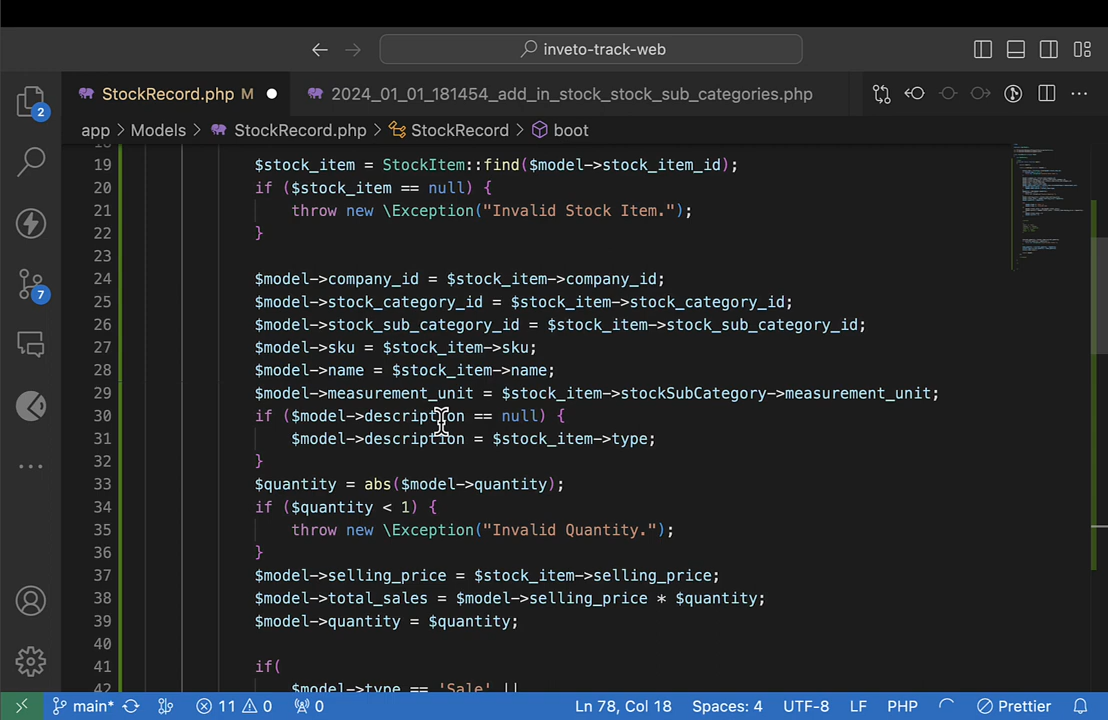 inveto-track-web
StockRecord.php M
2024_01_01_181454_add_in_stock_stock_sub_categories.php
app > Models > StockRecord.php > StockRecord > boot
2
7
19 $stock_item = StockItem::find($model->stock_item_id);
20 if ($stock_item == null) {
21 throw new \Exception("Invalid Stock Item.");
22 }
23
24 $model->company_id = $stock_item->company_id;
25 $model->stock_category_id = $stock_item->stock_category_id;
26 $model->stock_sub_category_id = $stock_item->stock_sub_category_id;
27 $model->sku = $stock_item->sku;
28 $model->name = $stock_item->name;
29 $model->measurement_unit = $stock_item->stockSubCategory->measurement_unit;
30 if ($model->description == null) {
31 $model->description = $stock_item->type;
32 }
33 $quantity = abs($model->quantity);
34 if ($quantity < 1) {
35 throw new \Exception("Invalid Quantity.");
36 }
37 $model->selling_price = $stock_item->selling_price;
38 $model->total_sales = $model->selling_price * $quantity;
39 $model->quantity = $quantity;
40
41 if(
42 $model->type == 'Sale' ||
main* 11 0 0 Ln 78, Col 18 Spaces: 4 UTF-8 LF PHP Prettier